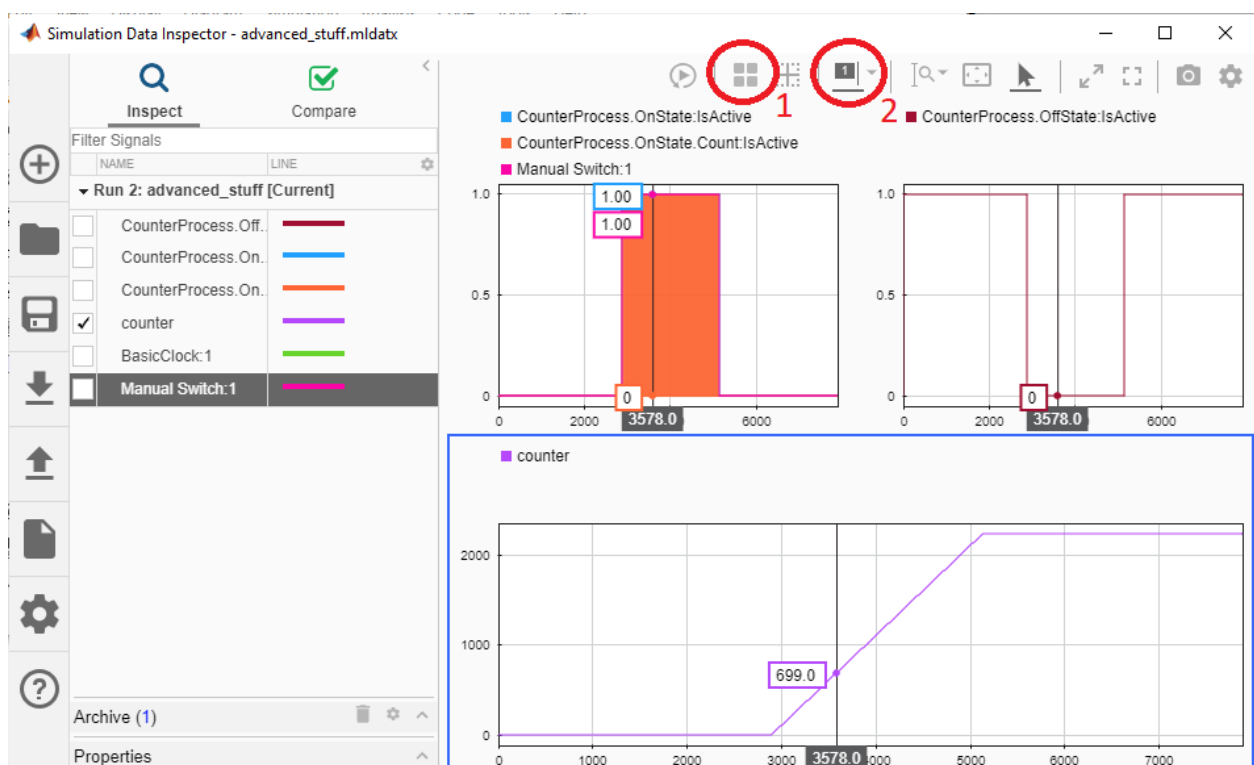 Simulation Data Inspector - advanced_stuff.mldatx
Inspect
Compare
Filter Signals
NAME
LINE
Run 2: advanced_stuff [Current]
CounterProcess.Off..
CounterProcess.On..
CounterProcess.On..
counter
BasicClock:1
Manual Switch:1
Archive (1)
Properties
1
1
2
CounterProcess.OnState:IsActive
CounterProcess.OnState.Count:IsActive
Manual Switch:1
1.0
0.5
0
1.00
1.00
0
0
2000
3578.0
6000
CounterProcess.OffState:IsActive
1.0
0.5
0
0
0
2000
3578.0
6000
counter
2000
1000
0
699.0
0
1000
2000
3000
3578.0
5000
6000
7000